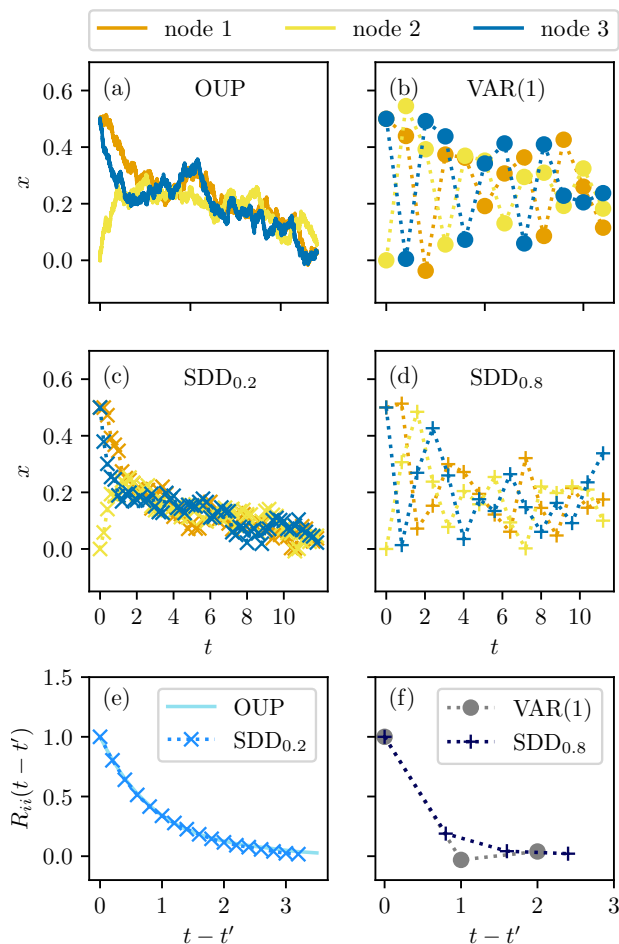 node 1 node 2 node 3
(a) OUP
0.6
0.4
0.2
0.0
x
(b) VAR(1)
(c) SDD0.2
0.6
0.4
0.2
0.0
x
0 2 4 6 8 10
t
(d) SDD0.8
0 2 4 6 8 10
t
(e)
OUP
SDD0.2
1.5
1.0
0.5
0.0
Rii(t − t′)
0 1 2 3
t − t′
(f)
VAR(1)
SDD0.8
0 1 2 3
t − t′